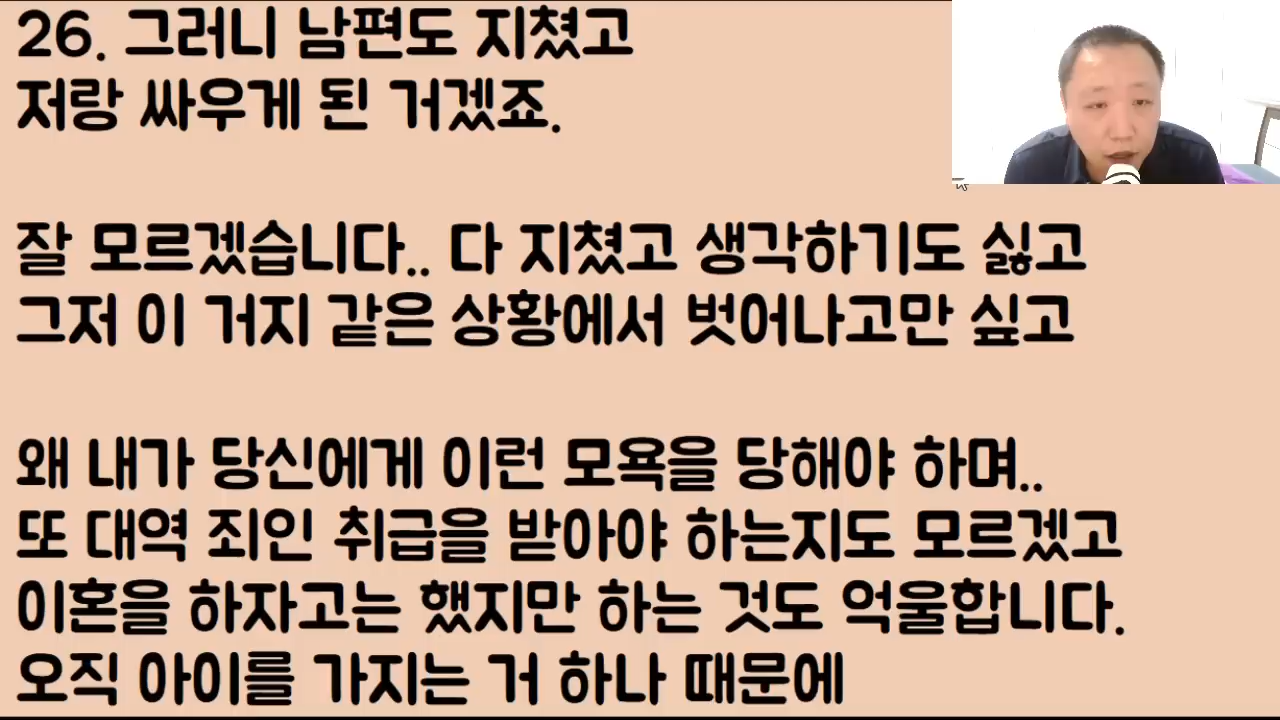 26. 그러니 남편도 지쳤고
저랑 싸우게 된 거겠죠.
잘 모르겠습니다.. 다 지쳤고 생각하기도 싫고
그저 이 거지 같은 상황에서 벗어나고만 싶고
왜 내가 당신에게 이런 모욕을 당해야 하며..
또 대역 죄인 취급을 받아야 하는지도 모르겠고
이혼을 하자고는 했지만 하는 것도 억울합니다.
오직 아이를 가지는 거 하나 때문에